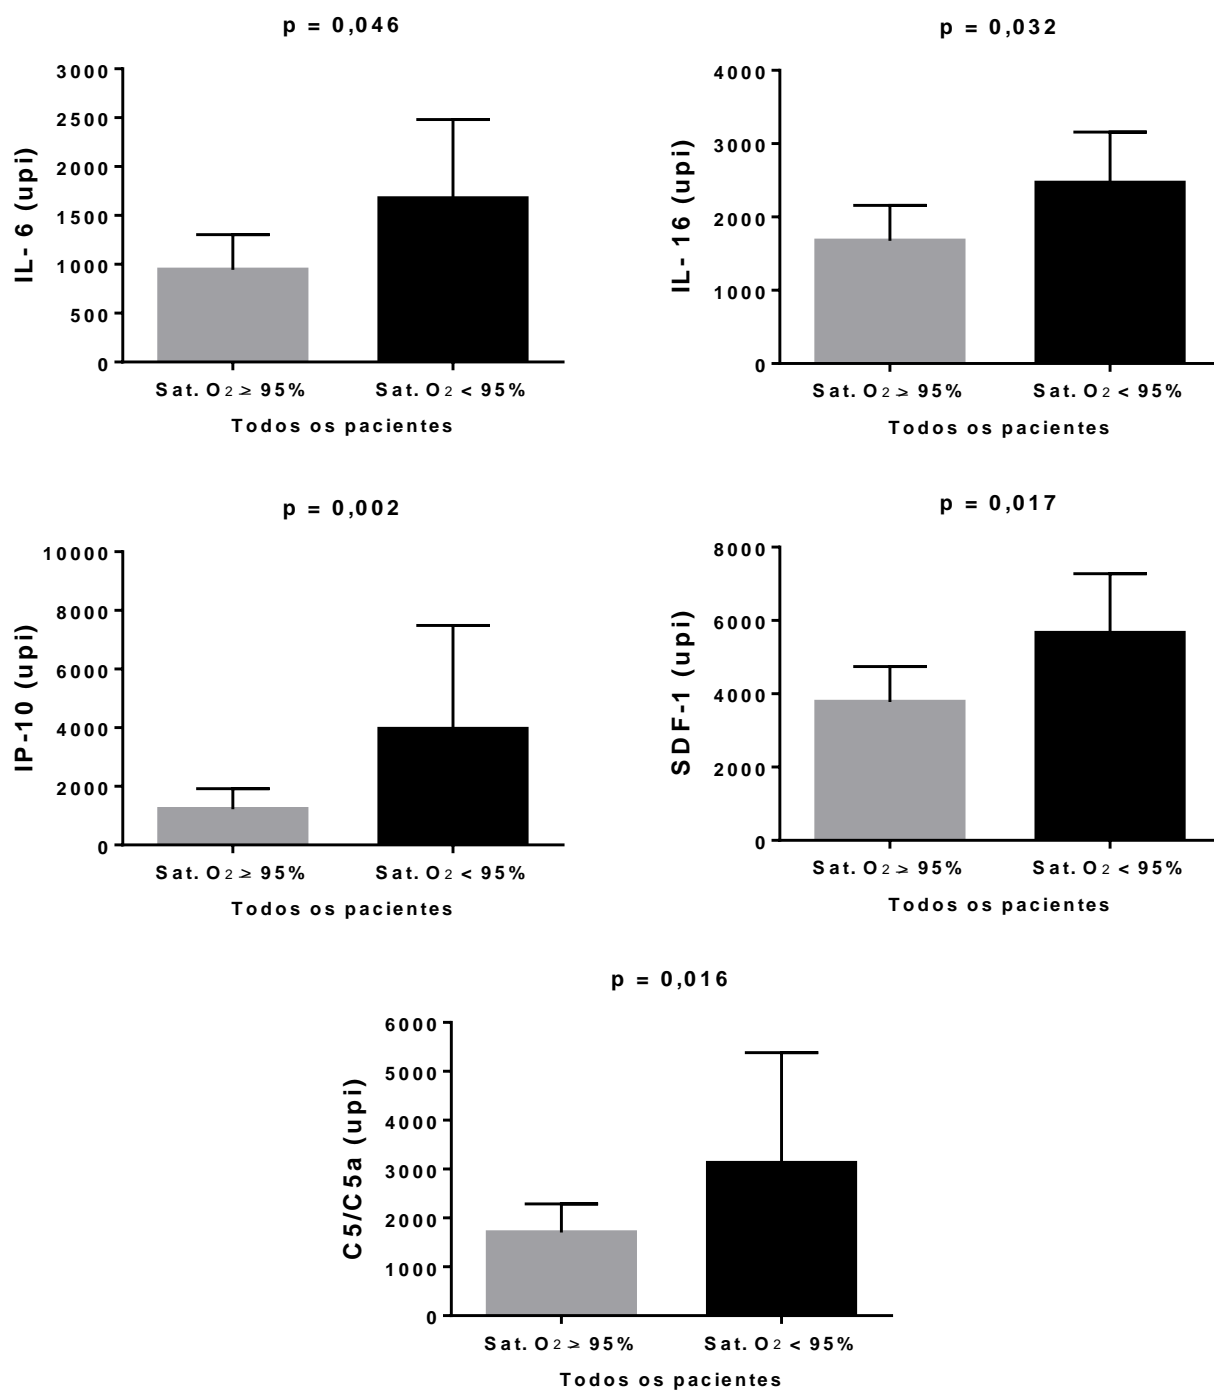 p = 0,046
3000
2500
2000
1500
1000
500
0
IL- 6 (upi)
Sat. O2 ≥ 95% Sat. O2 < 95%
Todos os pacientes
p = 0,032
4000
3000
2000
1000
0
IL- 16 (upi)
Sat. O2 ≥ 95% Sat. O2 < 95%
Todos os pacientes
p = 0,002
10000
8000
6000
4000
2000
0
IP-10 (upi)
Sat. O2 ≥ 95% Sat. O2 < 95%
Todos os pacientes
p = 0,017
8000
6000
4000
2000
0
SDF-1 (upi)
Sat. O2 ≥ 95% Sat. O2 < 95%
Todos os pacientes
p = 0,016
6000
5000
4000
3000
2000
1000
0
C5/C5a (upi)
Sat. O2 ≥ 95% Sat. O2 < 95%
Todos os pacientes